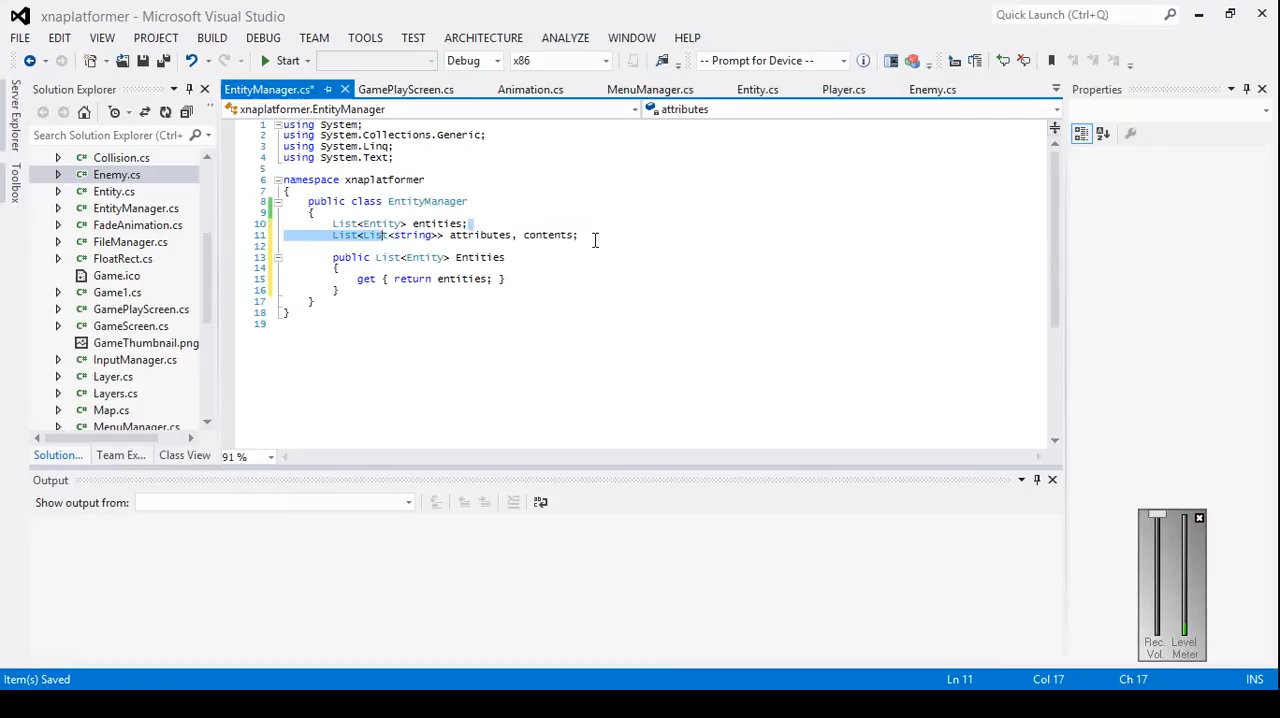 xnaplatformer - Microsoft Visual Studio
Quick Launch (Ctrl+Q)
FILE EDIT VIEW PROJECT BUILD DEBUG TEAM TOOLS TEST ARCHITECTURE ANALYZE WINDOW HELP
Start Debug x86 -- Prompt for Device --
Server Explorer
Toolbox
Solution Explorer
Search Solution Explorer (Ctrl+
Collision.cs
Enemy.cs
Entity.cs
EntityManager.cs
FadeAnimation.cs
FileManager.cs
FloatRect.cs
Game.ico
Game1.cs
GamePlayScreen.cs
GameScreen.cs
GameThumbnail.png
InputManager.cs
Layer.cs
Layers.cs
Map.cs
MenuManager.cs
Solution... Team Ex... Class View
EntityManager.cs* GamePlayScreen.cs Animation.cs MenuManager.cs Entity.cs Player.cs Enemy.cs
xnaplatformer.EntityManager attributes
1 using System;
2 using System.Collections.Generic;
3 using System.Linq;
4 using System.Text;
5
6 namespace xnaplatformer
7 {
8 public class EntityManager
9 {
10 List<Entity> entities;
11 List<List<string>> attributes, contents;
12
13 public List<Entity> Entities
14 {
15 get { return entities; }
16 }
17 }
18 }
19
91 %
Properties
Output
Show output from:
Rec. Vol. Level Meter
Item(s) Saved Ln 11 Col 17 Ch 17 INS